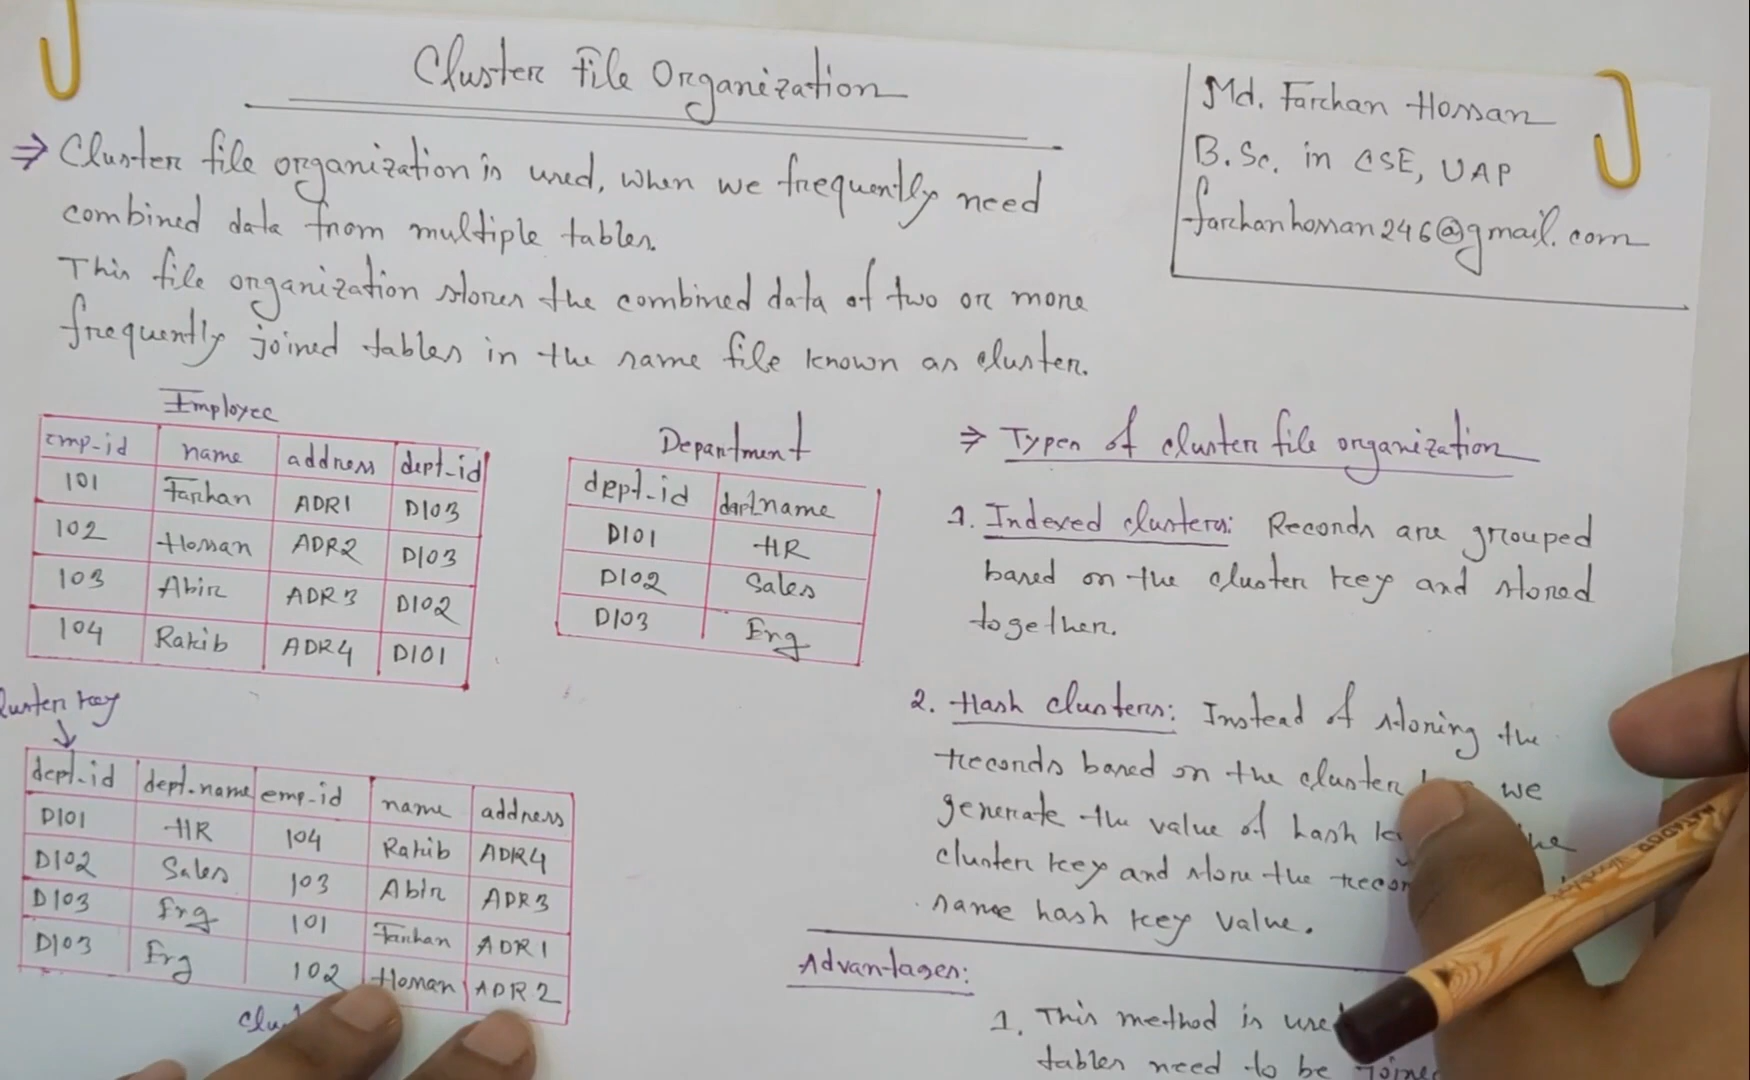 Cluster File Organization
Md. Farhan Hossan
B.Sc. in CSE, UAP
farhanhossan246@gmail.com
⇒ Cluster file organization is used, when we frequently need
combined data from multiple tables.
This file organization stores the combined data of two or more
frequently joined tables in the same file known as cluster.
Employee
emp-id name address dept-id
101 Farhan ADR1 D103
102 Hossan ADR2 D103
103 Abir ADR3 D102
104 Rakib ADR4 D101
Department
dept-id dept name
D101 HR
D102 Sales
D103 Eng
Cluster key
dept-id dept.name emp-id name address
D101 HR 104 Rakib ADR4
D102 Sales 103 Abir ADR3
D103 Eng 101 Farhan ADR1
D103 Eng 102 Hossan ADR2
⇒ Types of cluster file organization
1. Indexed clusters: Records are grouped
based on the cluster key and stored
together.
2. Hash clusters: Instead of storing the
records based on the cluster we
generate the value of hash
cluster key and store the
same hash key value.
Advantages:
1. This method is
tables need to be